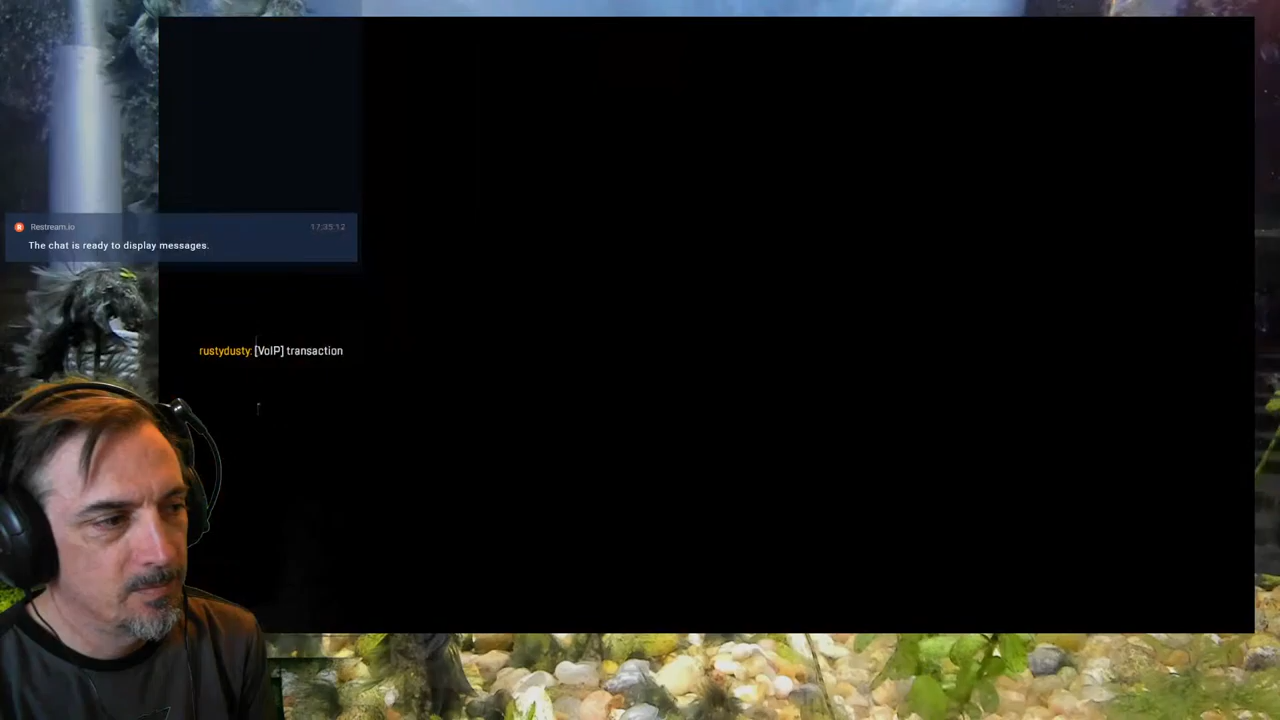 Restream.io 17:35:12
The chat is ready to display messages.
rustydusty: [VoIP] transaction